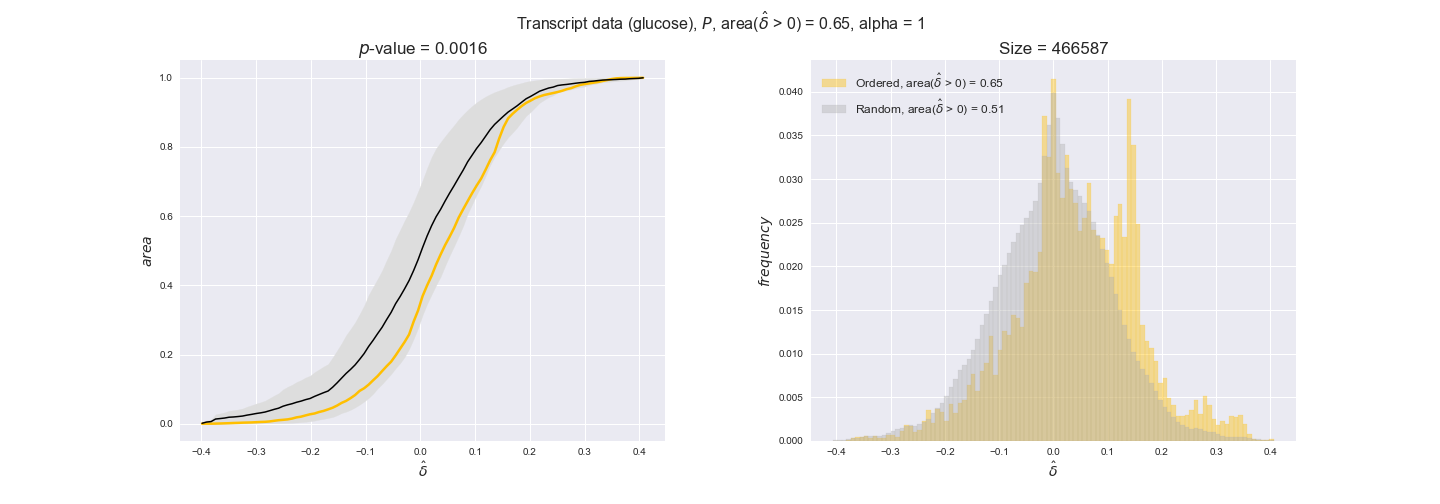 Transcript data (glucose), P, area(δ̂ > 0) = 0.65, alpha = 1
p-value = 0.0016
1.0
0.8
0.6
0.4
0.2
0.0
area
−0.4 −0.3 −0.2 −0.1 0.0 0.1 0.2 0.3 0.4
δ̂
Size = 466587
Ordered, area(δ̂ > 0) = 0.65
Random, area(δ̂ > 0) = 0.51
0.040
0.035
0.030
0.025
0.020
0.015
0.010
0.005
0.000
frequency
−0.4 −0.3 −0.2 −0.1 0.0 0.1 0.2 0.3 0.4
δ̂